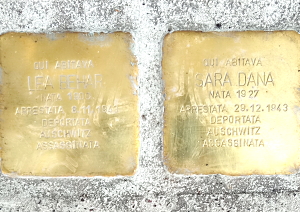 QUI ABITAVA
LEA
NATA
ARRESTATA
DEPORTATA
AUSCHWITZ
ASSASSINATA
QUI ABITAVA
SARA DANA
NATA 1927
ARRESTATA 29.12.1943
DEPORTATA
AUSCHWITZ
ASSASSINATA